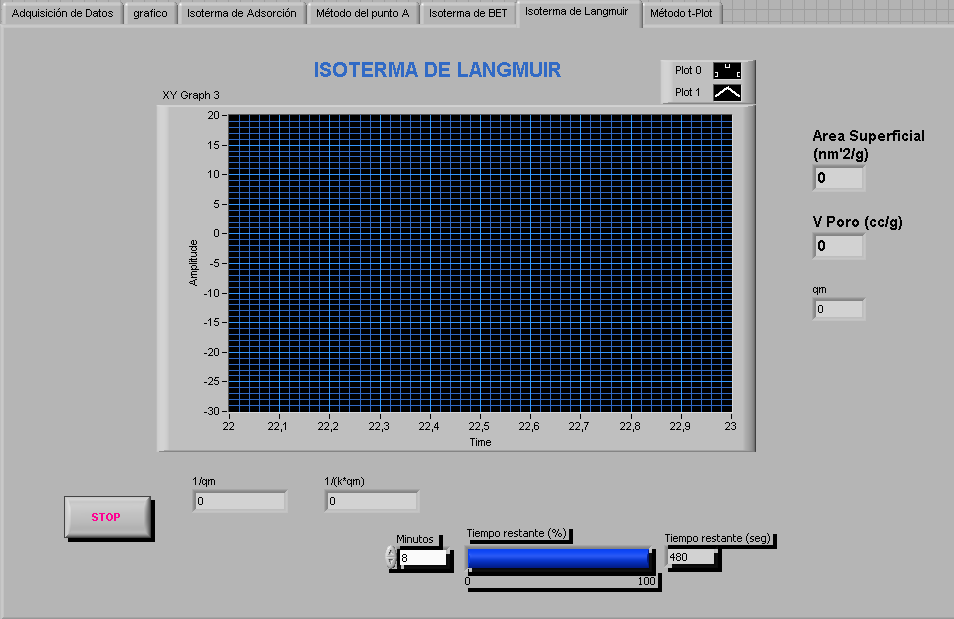 Adquisición de Datos
grafico
Isoterma de Adsorción
Método del punto A
Isoterma de BET
Isoterma de Langmuir
Método t-Plot
ISOTERMA DE LANGMUIR
Plot 0
Plot 1
XY Graph 3
20
15
10
5
0
-5
-10
-15
-20
-25
-30
Amplitude
22
22,1
22,2
22,3
22,4
22,5
22,6
22,7
22,8
22,9
23
Time
Area Superficial
(nm'2/g)
0
V Poro (cc/g)
0
qm
0
1/qm
0
1/(k*qm)
0
STOP
Minutos
8
Tiempo restante (%)
0
100
Tiempo restante (seg)
480